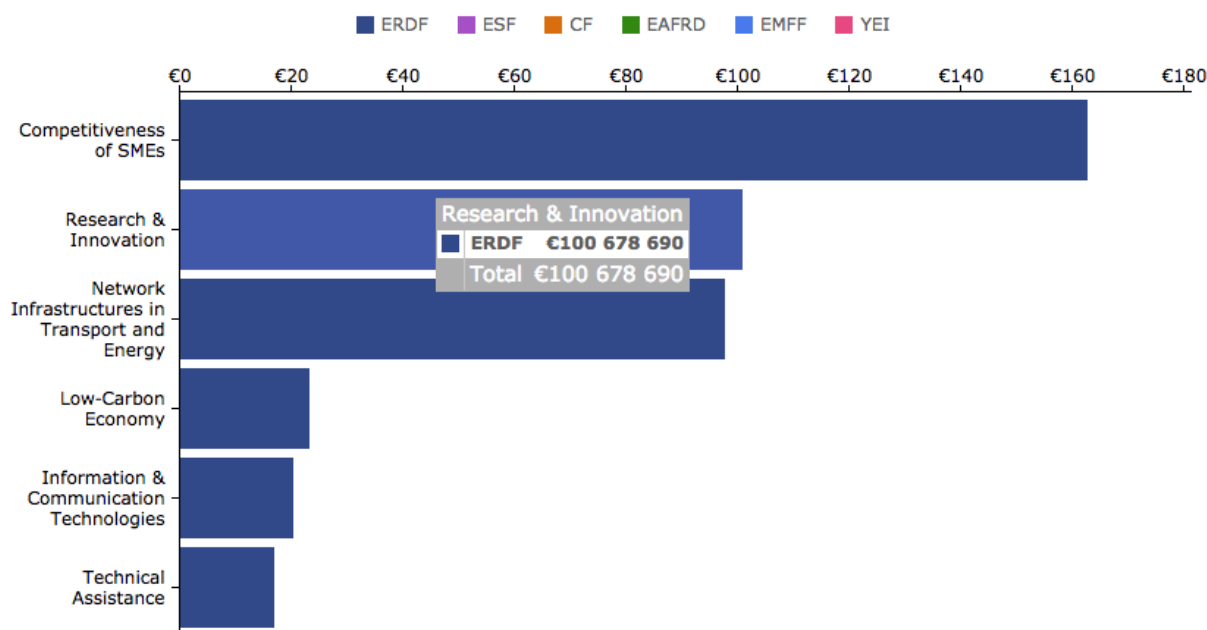 ERDF ESF CF EAFRD EMFF YEI
€0 €20 €40 €60 €80 €100 €120 €140 €160 €180
Competitiveness
of SMEs
Research &
Innovation
Research & Innovation
ERDF €100 678 690
Total €100 678 690
Network
Infrastructures in
Transport and
Energy
Low-Carbon
Economy
Information &
Communication
Technologies
Technical
Assistance